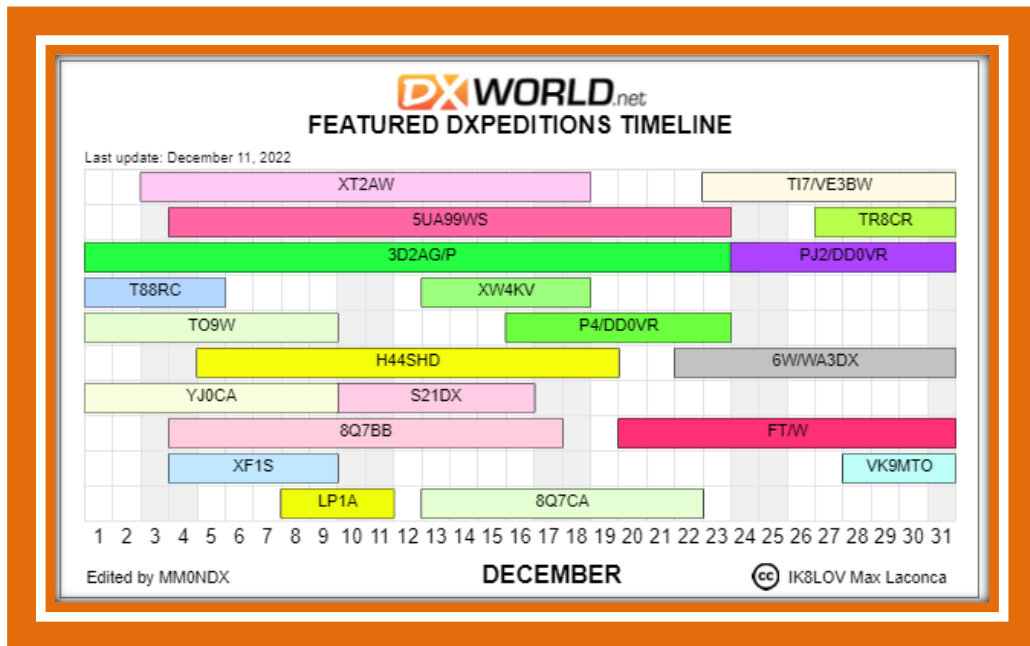 DXWORLD.net
FEATURED DXPEDITIONS TIMELINE
Last update: December 11, 2022
XT2AW TI7/VE3BW
5UA99WS TR8CR
3D2AG/P PJ2/DD0VR
T88RC XW4KV
TO9W P4/DD0VR
H44SHD 6W/WA3DX
YJ0CA S21DX
8Q7BB FT/W
XF1S VK9MTO
LP1A 8Q7CA
1 2 3 4 5 6 7 8 9 10 11 12 13 14 15 16 17 18 19 20 21 22 23 24 25 26 27 28 29 30 31
Edited by MM0NDX DECEMBER cc IK8LOV Max Laconca